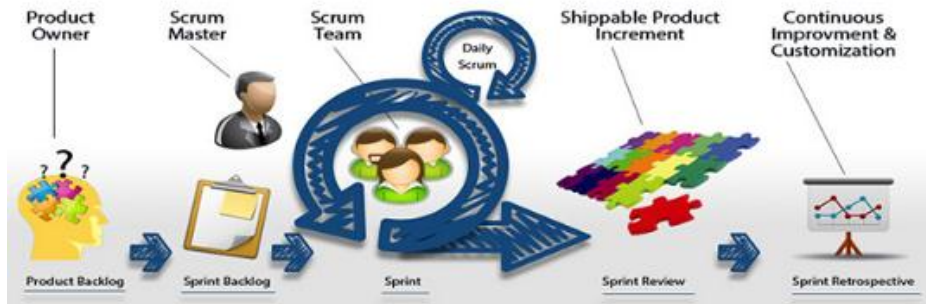 Product
Owner
Scrum
Master
Scrum
Team
Daily
Scrum
Shippable Product
Increment
Continuous
Improvment &
Customization
? ? ?
Product Backlog
Sprint Backlog
Sprint
Sprint Review
Sprint Retrospective